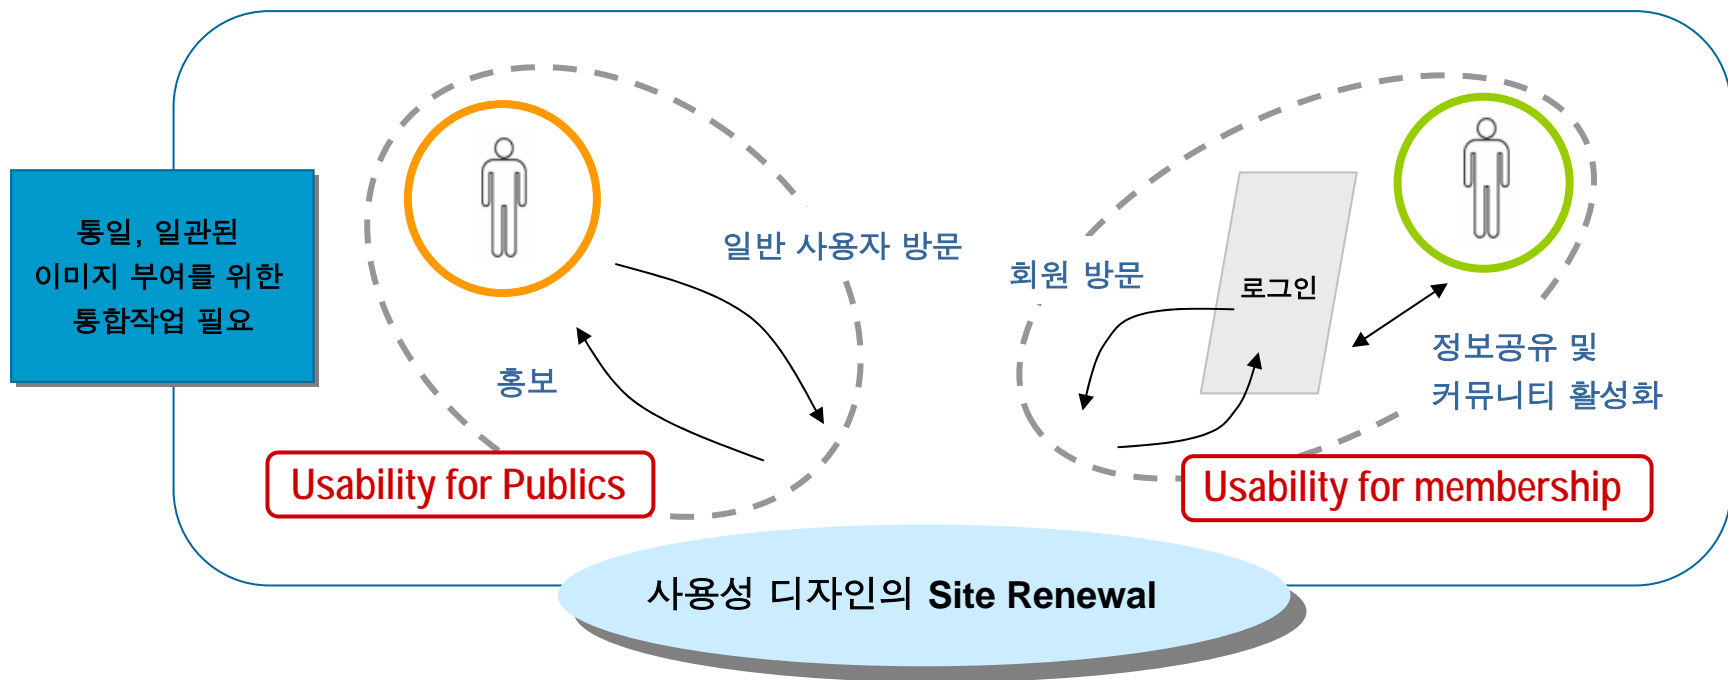 통일, 일관된
이미지 부여를 위한
통합작업 필요
일반 사용자 방문
홍보
Usability for Publics
회원 방문
로그인
정보공유 및
커뮤니티 활성화
Usability for membership
사용성 디자인의 Site Renewal